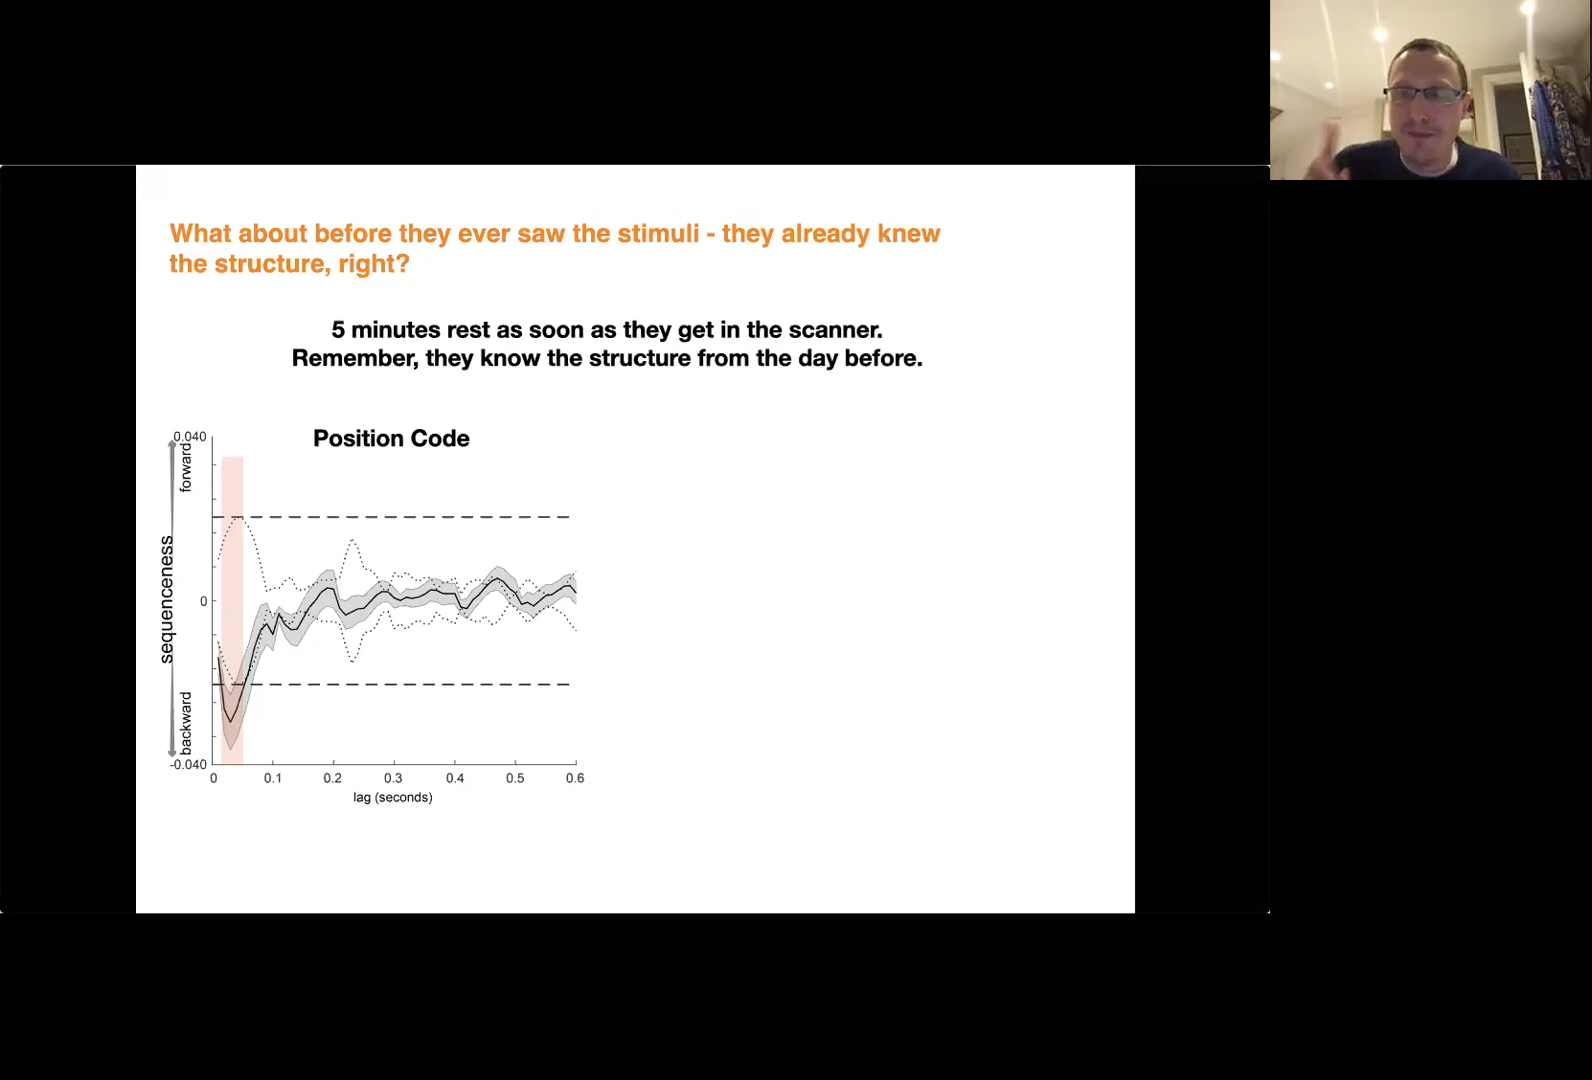 What about before they ever saw the stimuli - they already knew
the structure, right?
5 minutes rest as soon as they get in the scanner.
Remember, they know the structure from the day before.
Position Code
0.040
forward
sequenceness
0
backward
-0.040
0
0.1
0.2
0.3
0.4
0.5
0.6
lag (seconds)